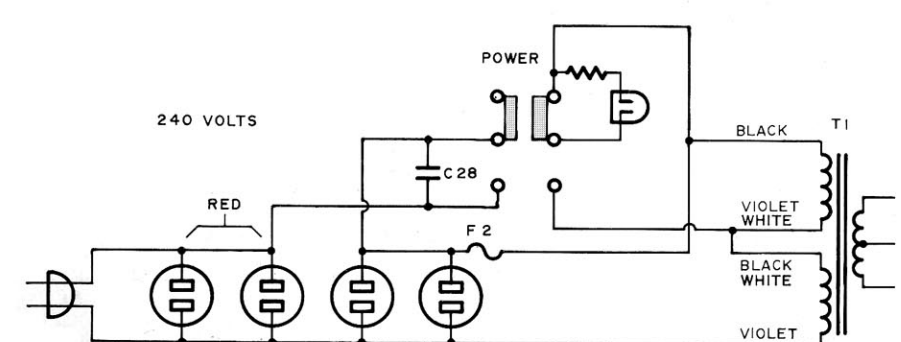 POWER
240 VOLTS
BLACK
T1
C28
RED
VIOLET
WHITE
F2
BLACK
WHITE
VIOLET